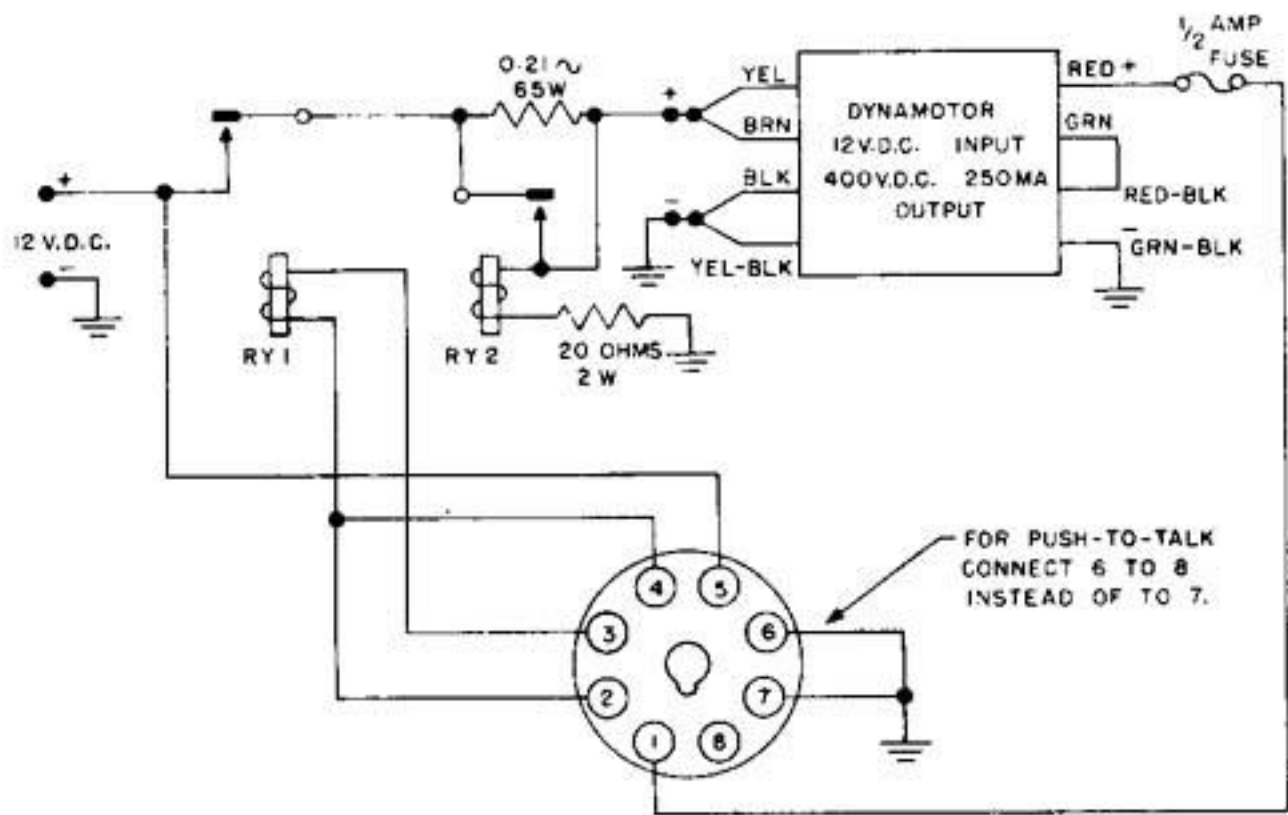 1/2 AMP
FUSE
0.21 ~
65W
YEL
RED +
+
DYNAMOTOR
BRN
GRN
12 V.D.C. INPUT
+
BLK
400 V.D.C. 250 MA
RED-BLK
OUTPUT
-
12 V.D.C.
-
YEL-BLK
- GRN-BLK
RY 1
RY 2
20 OHMS
2 W
FOR PUSH-TO-TALK
CONNECT 6 TO 8
INSTEAD OF TO 7.
4
5
3
6
2
7
1
8